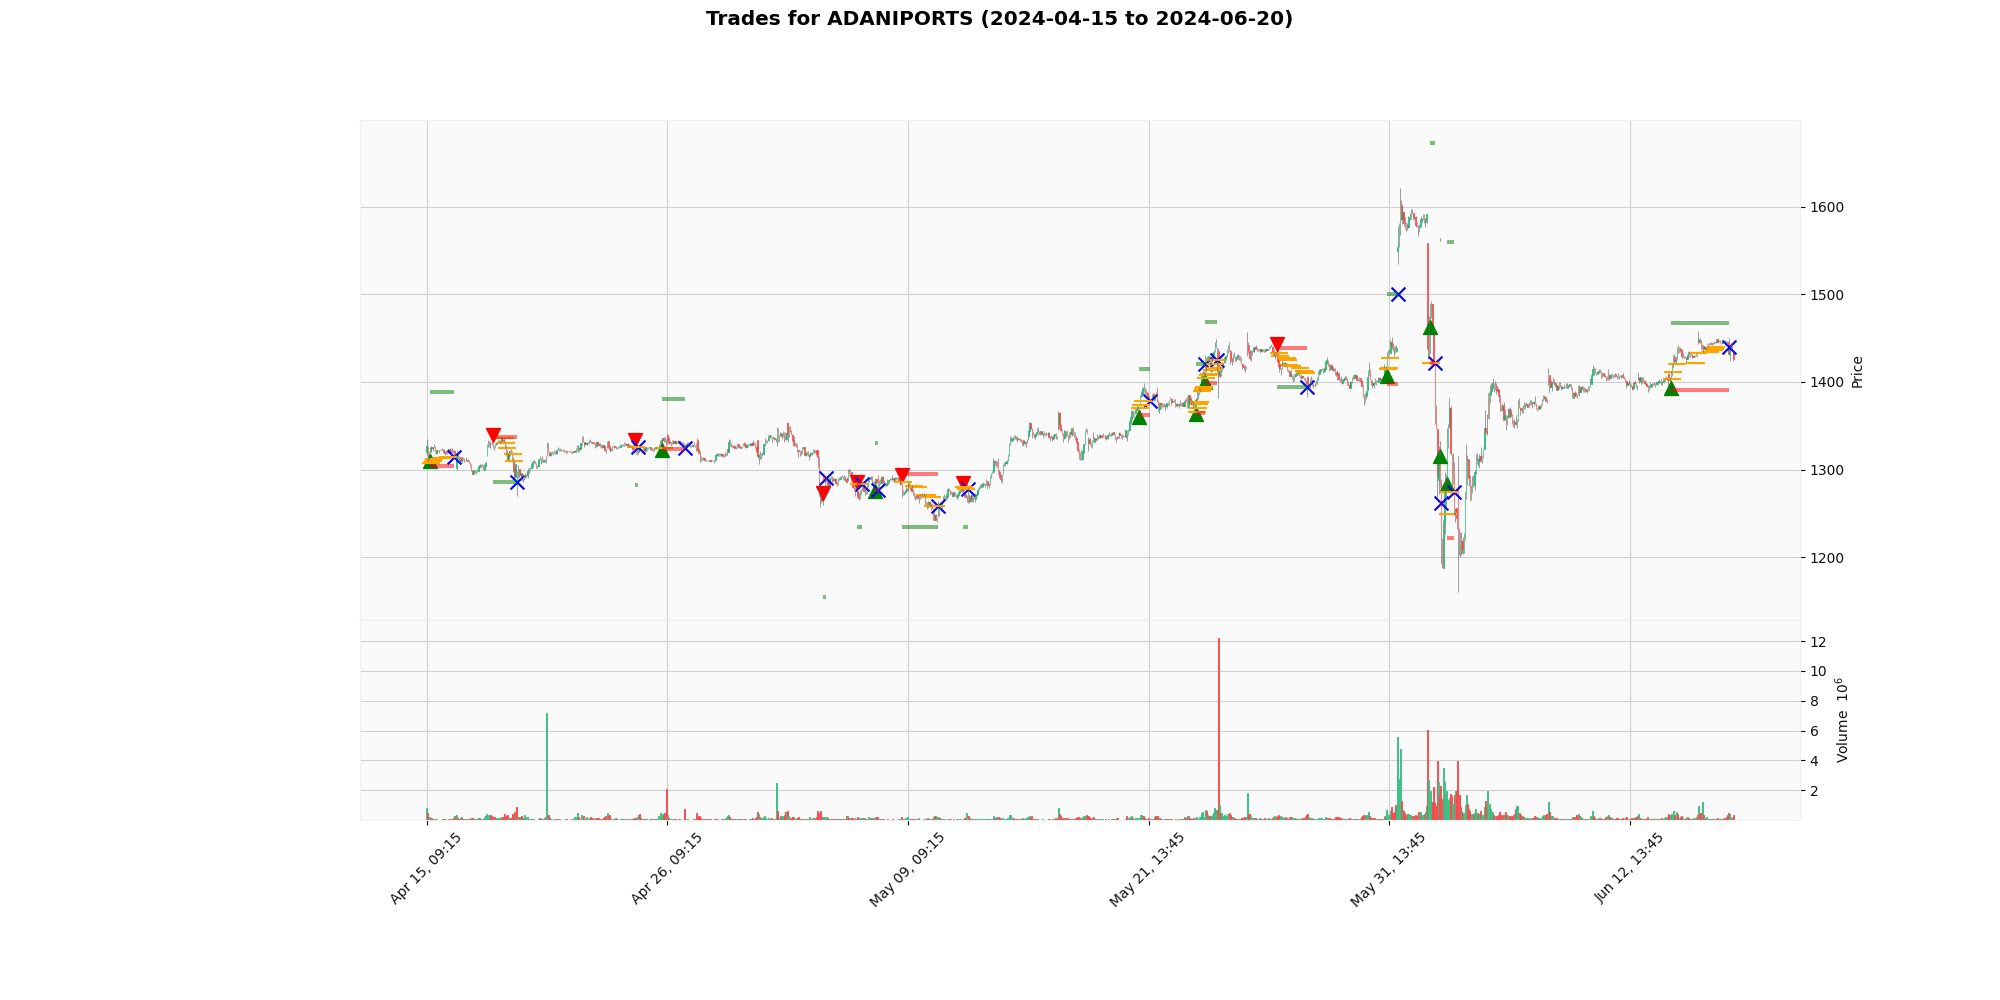 Trades for ADANIPORTS (2024-04-15 to 2024-06-20)
1600
1500
1400
1300
1200
Price
12
10
8
6
4
2
Volume 10^6
Apr 15, 09:15
Apr 26, 09:15
May 09, 09:15
May 21, 13:45
May 31, 13:45
Jun 12, 13:45